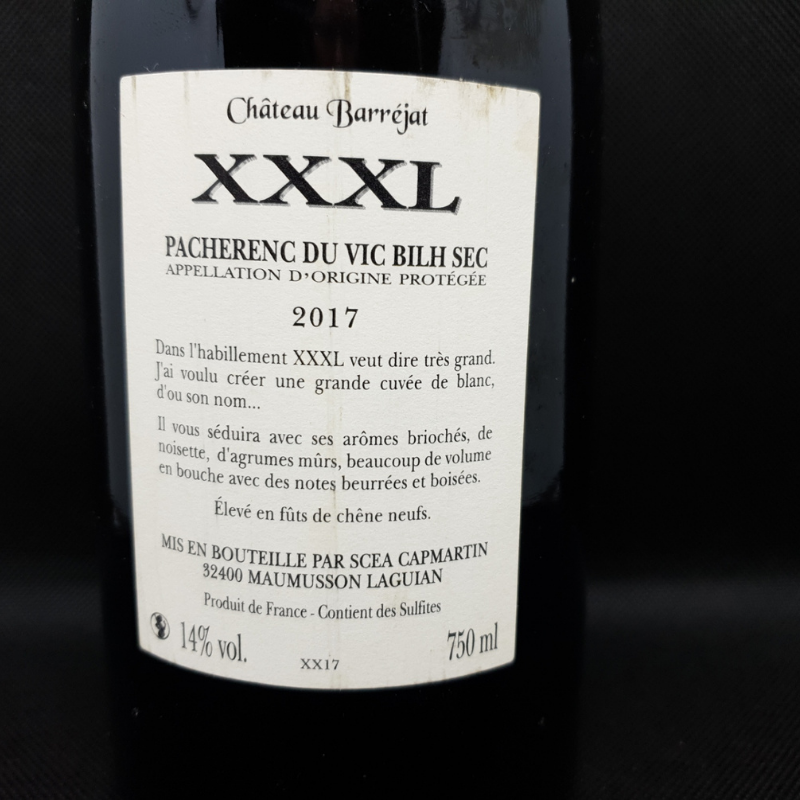 Château Barréjat
XXXL
PACHERENC DU VIC BILH SEC
APPELLATION D'ORIGINE PROTÉGÉE
2017
Dans l'habillement XXXL veut dire très grand.
J'ai voulu créer une grande cuvée de blanc,
d'ou son nom...
Il vous séduira avec ses arômes briochés, de
noisette, d'agrumes mûrs, beaucoup de volume
en bouche avec des notes beurrées et boisées.
Élevé en fûts de chêne neufs.
MIS EN BOUTEILLE PAR SCEA CAPMARTIN
32400 MAUMUSSON LAGUIAN
Produit de France - Contient des Sulfites
14% vol.
XX17
750 ml